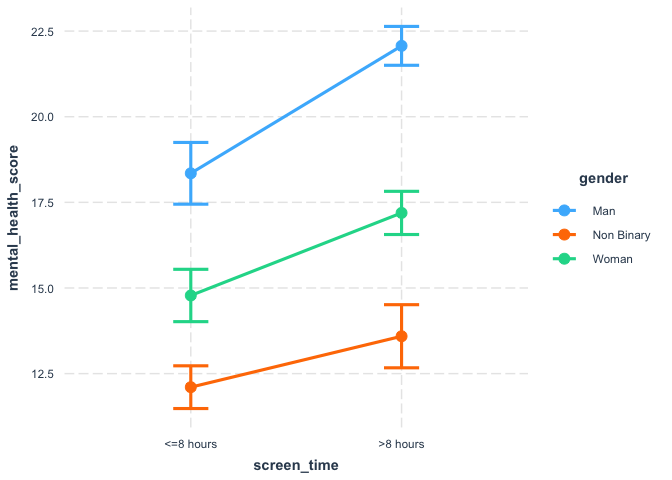 22.5
20.0
17.5
15.0
12.5
mental_health_score
<=8 hours
>8 hours
screen_time
gender
Man
Non Binary
Woman